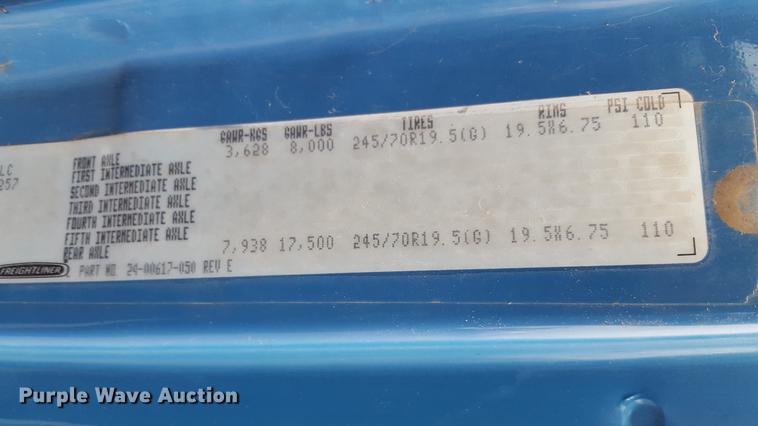 GAWR-KGS GAWR-LBS TIRES RIMS PSI COLD
FRONT AXLE 3,628 8,000 245/70R19.5(G) 19.5X6.75 110
LC FIRST INTERMEDIATE AXLE
257 SECOND INTERMEDIATE AXLE
THIRD INTERMEDIATE AXLE
FOURTH INTERMEDIATE AXLE
FIFTH INTERMEDIATE AXLE
REAR AXLE 7,938 17,500 245/70R19.5(G) 19.5X6.75 110
FREIGHTLINER PART NO. 24-00617-050 REV E
Purple Wave Auction